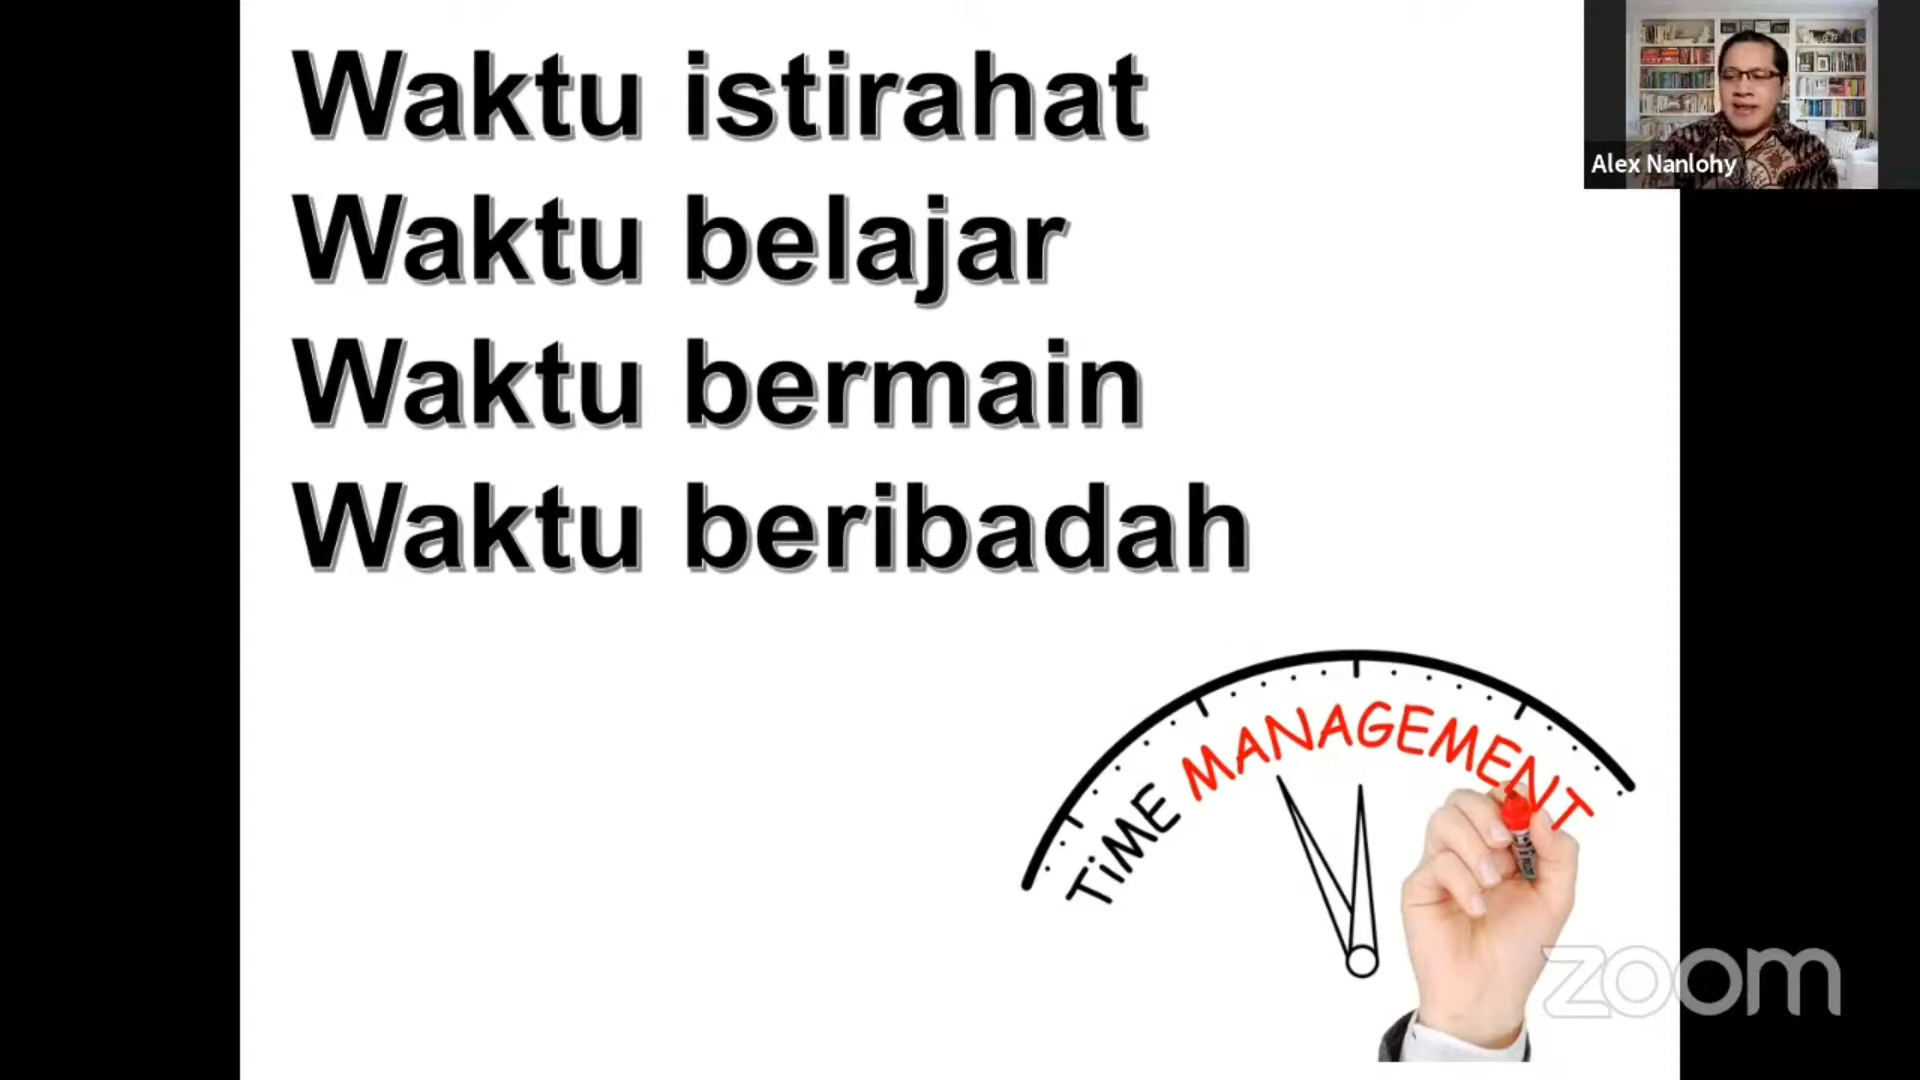 Waktu istirahat
Waktu belajar
Waktu bermain
Waktu beribadah
Alex Nanlohy
TiME MANAGEMENT
zoom